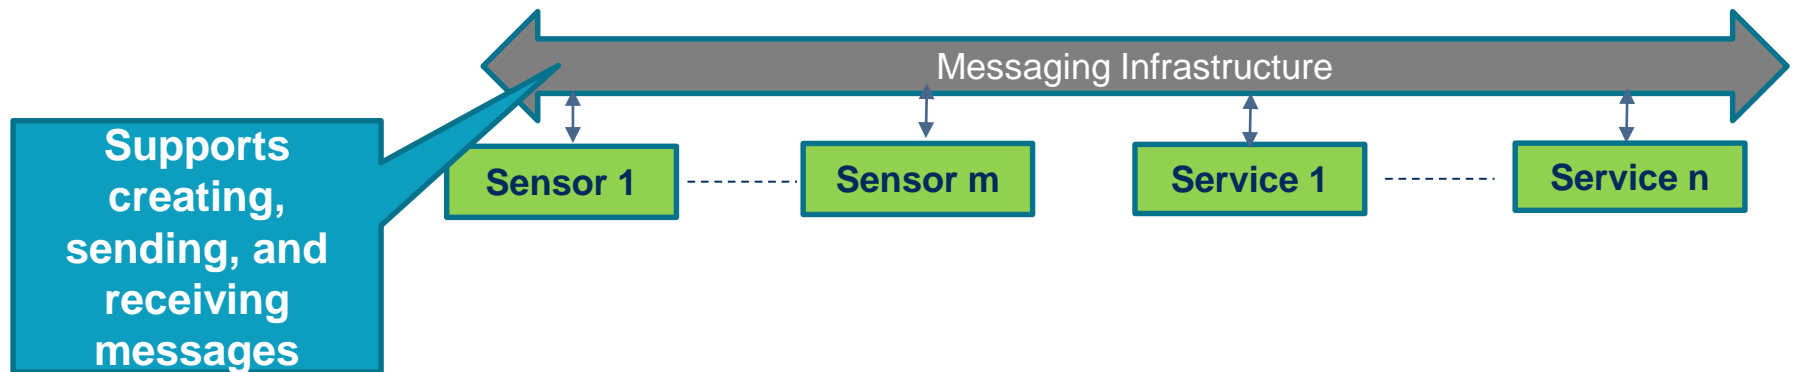 Messaging Infrastructure
Supports
creating,
sending, and
receiving
messages
Sensor 1
Sensor m
Service 1
Service n